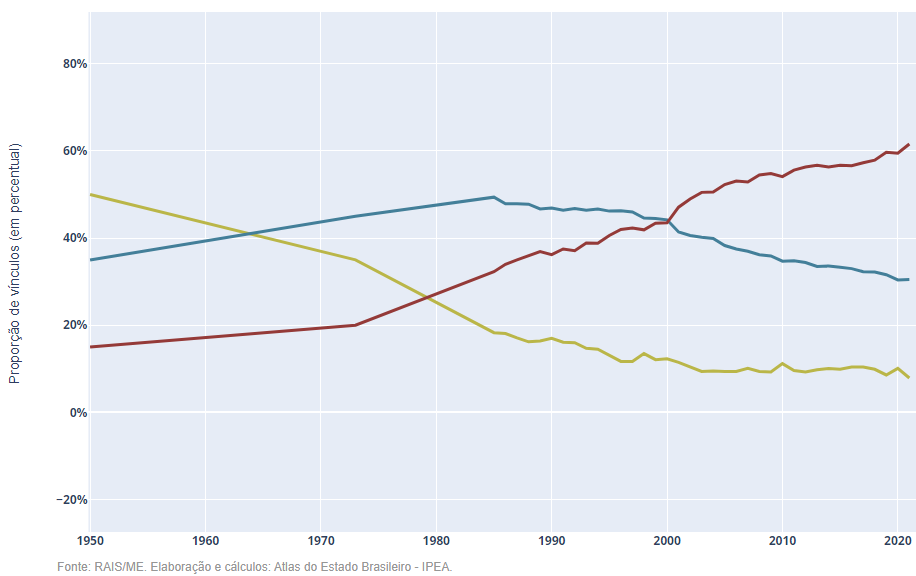 Proporção de vínculos (em percentual)
80%
60%
40%
20%
0%
−20%
1950 1960 1970 1980 1990 2000 2010 2020
Fonte: RAIS/ME. Elaboração e cálculos: Atlas do Estado Brasileiro - IPEA.